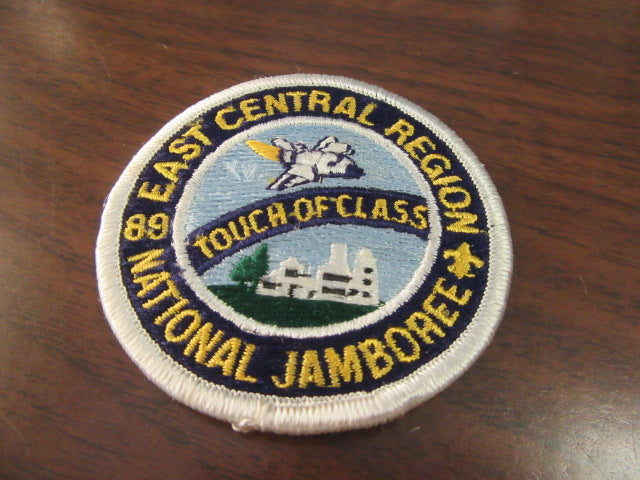 EAST CENTRAL REGION
TOUCH OF CLASS
89
NATIONAL JAMBOREE